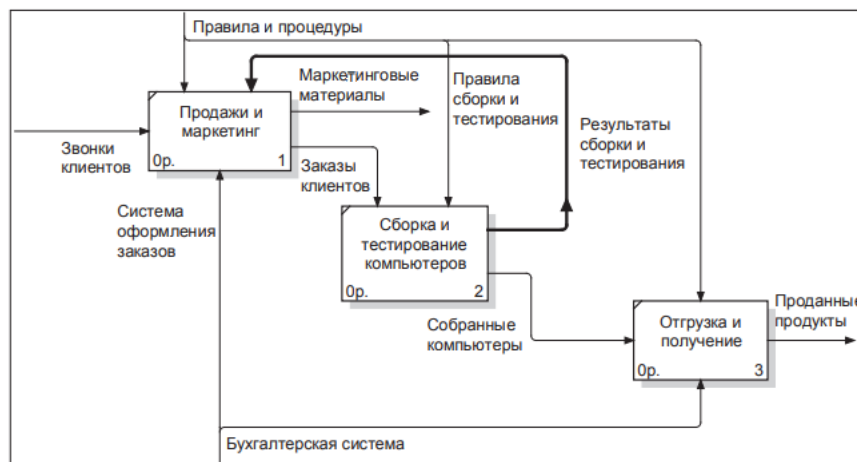 Правила и процедуры
Маркетинговые
материалы
Правила
сборки и
тестирования
Результаты
сборки и
тестирования
Продажи и
маркетинг
0р.
1
Звонки
клиентов
Заказы
клиентов
Система
оформления
заказов
Сборка и
тестирование
компьютеров
0р.
2
Собранные
компьютеры
Отгрузка и
получение
0р.
3
Проданные
продукты
Бухгалтерская система